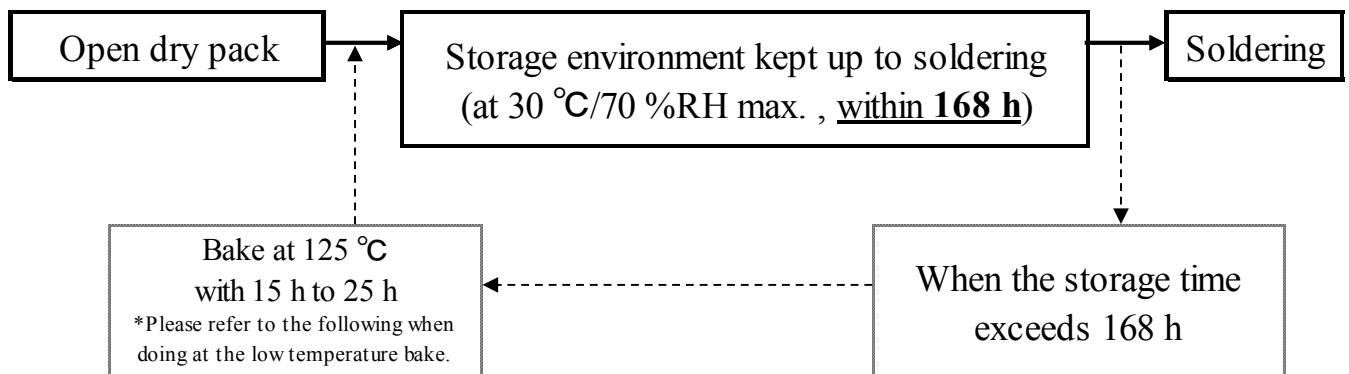 Open dry pack
Storage environment kept up to soldering
(at 30 ℃/70 %RH max. , within 168 h)
Soldering
Bake at 125 ℃
with 15 h to 25 h
*Please refer to the following when
doing at the low temperature bake.
When the storage time
exceeds 168 h